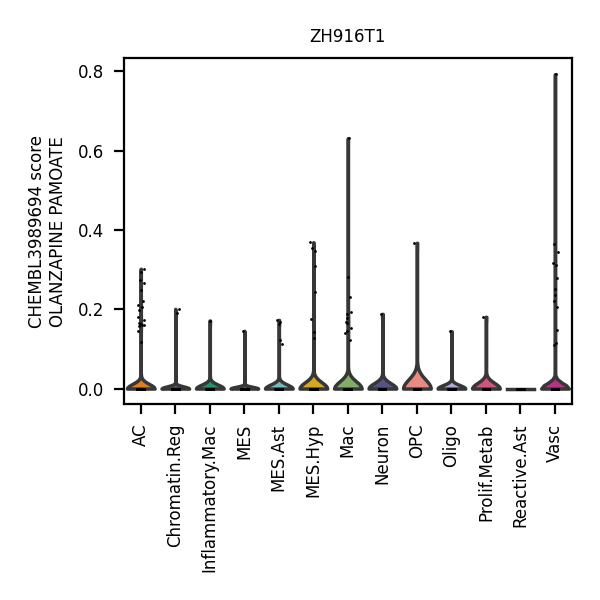 ZH916T1
CHEMBL3989694 score
OLANZAPINE PAMOATE
0.8
0.6
0.4
0.2
0.0
AC
Chromatin.Reg
Inflammatory.Mac
MES
MES.Ast
MES.Hyp
Mac
Neuron
OPC
Oligo
Prolif.Metab
Reactive.Ast
Vasc